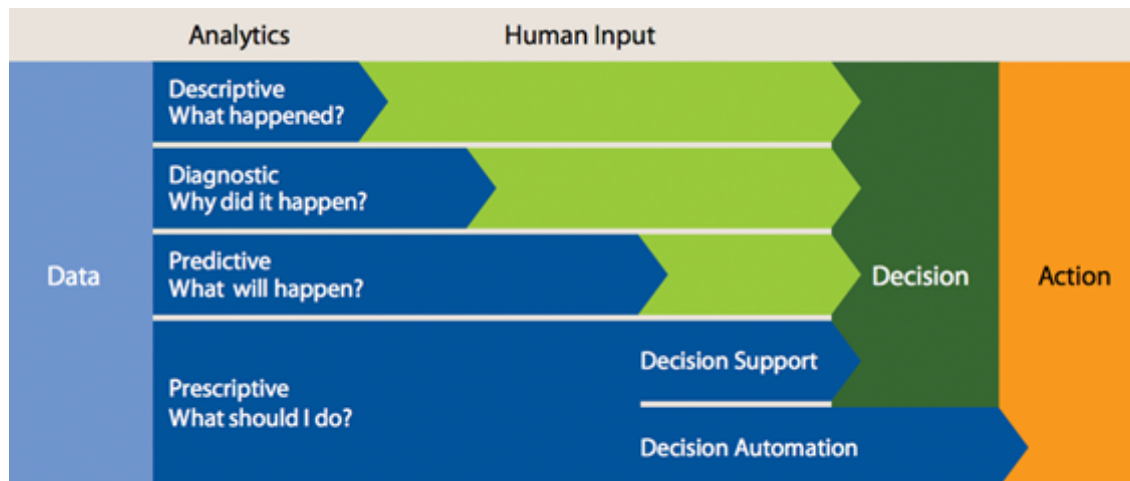 Analytics
Human Input
Descriptive
What happened?
Diagnostic
Why did it happen?
Predictive
What will happen?
Data
Decision
Action
Decision Support
Prescriptive
What should I do?
Decision Automation